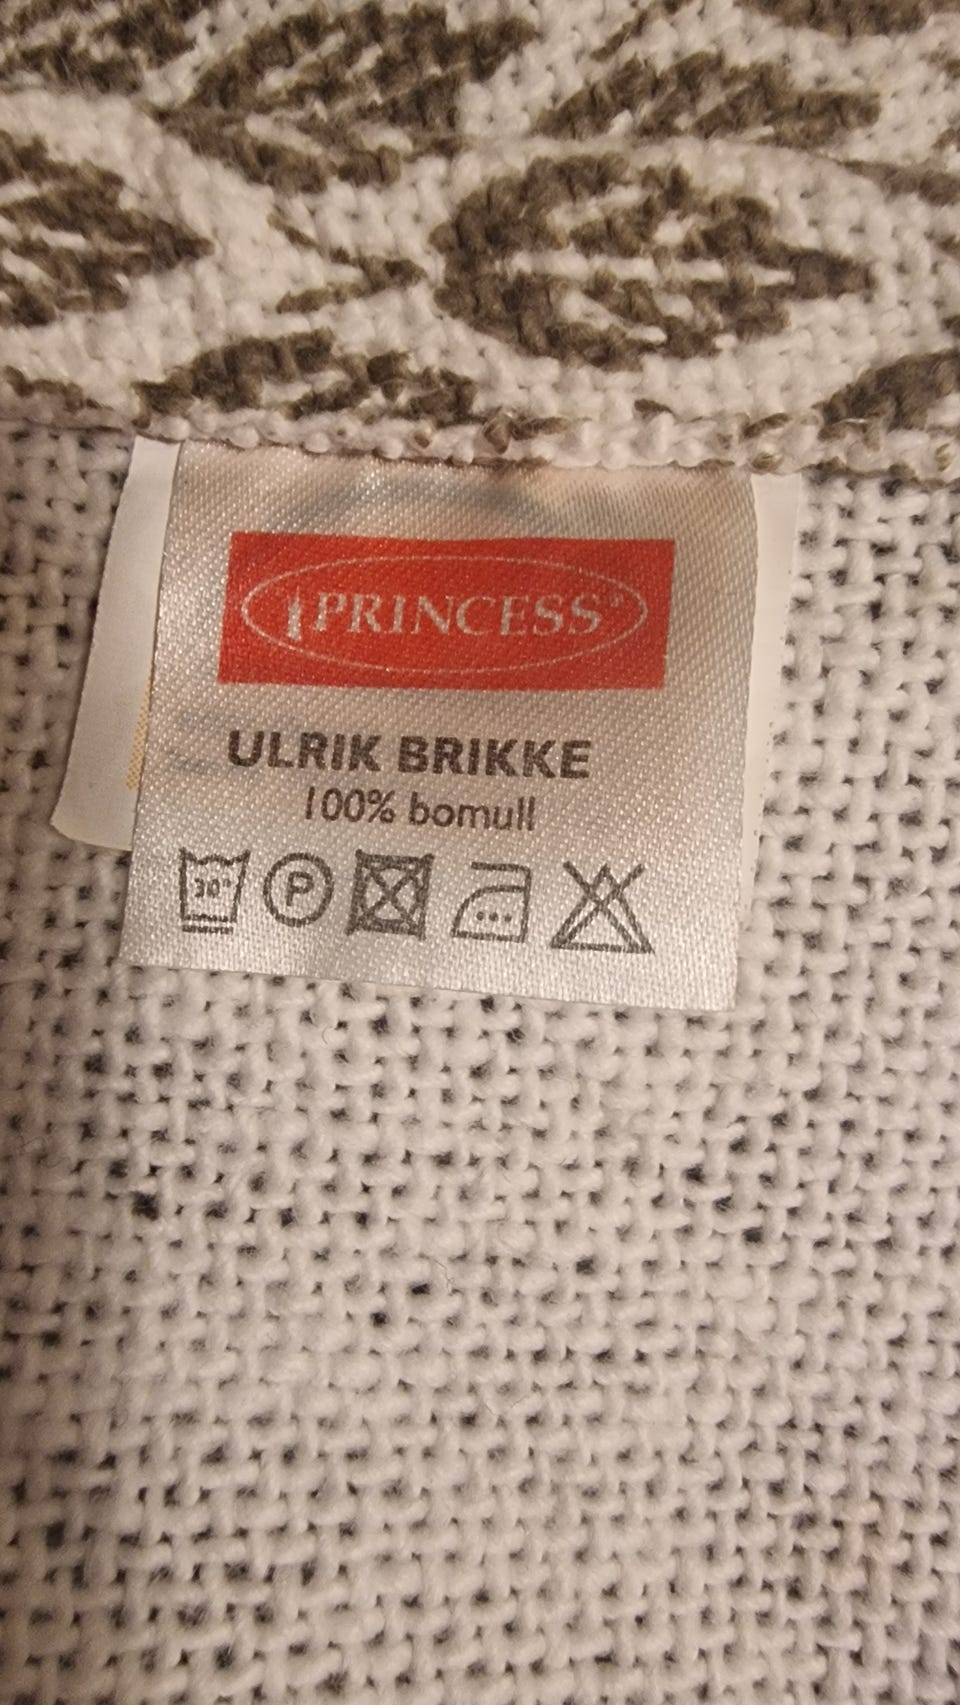 PRINCESS®
ULRIK BRIKKE
100% bomull
30° P